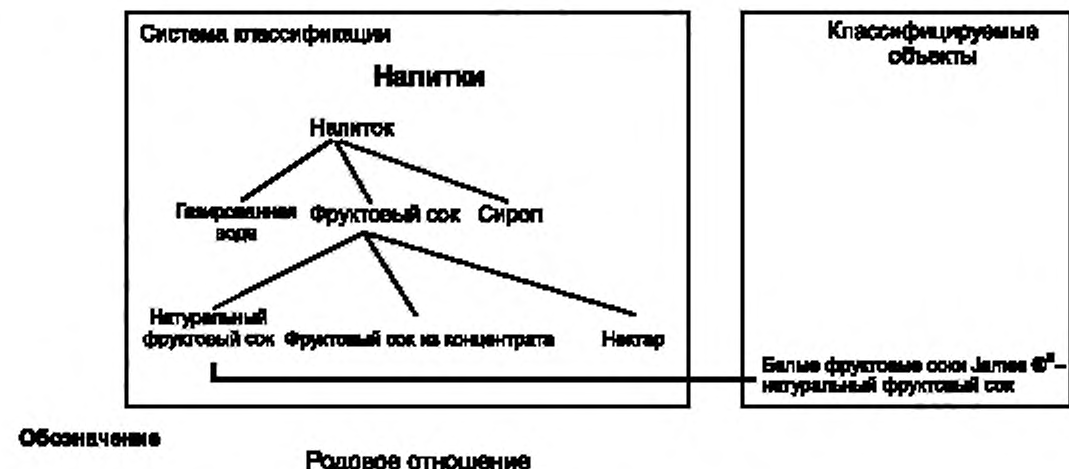 Система классификации
Классифицируемые
объекты
Напитки
Напиток
Газированная
вода
Фруктовый сок
Сироп
Натуральный
фруктовый сок
Фруктовый сок из концентрата
Нектар
Белые фруктовые соки James ®
натуральный фруктовый сок
Обозначение
Родовое отношение